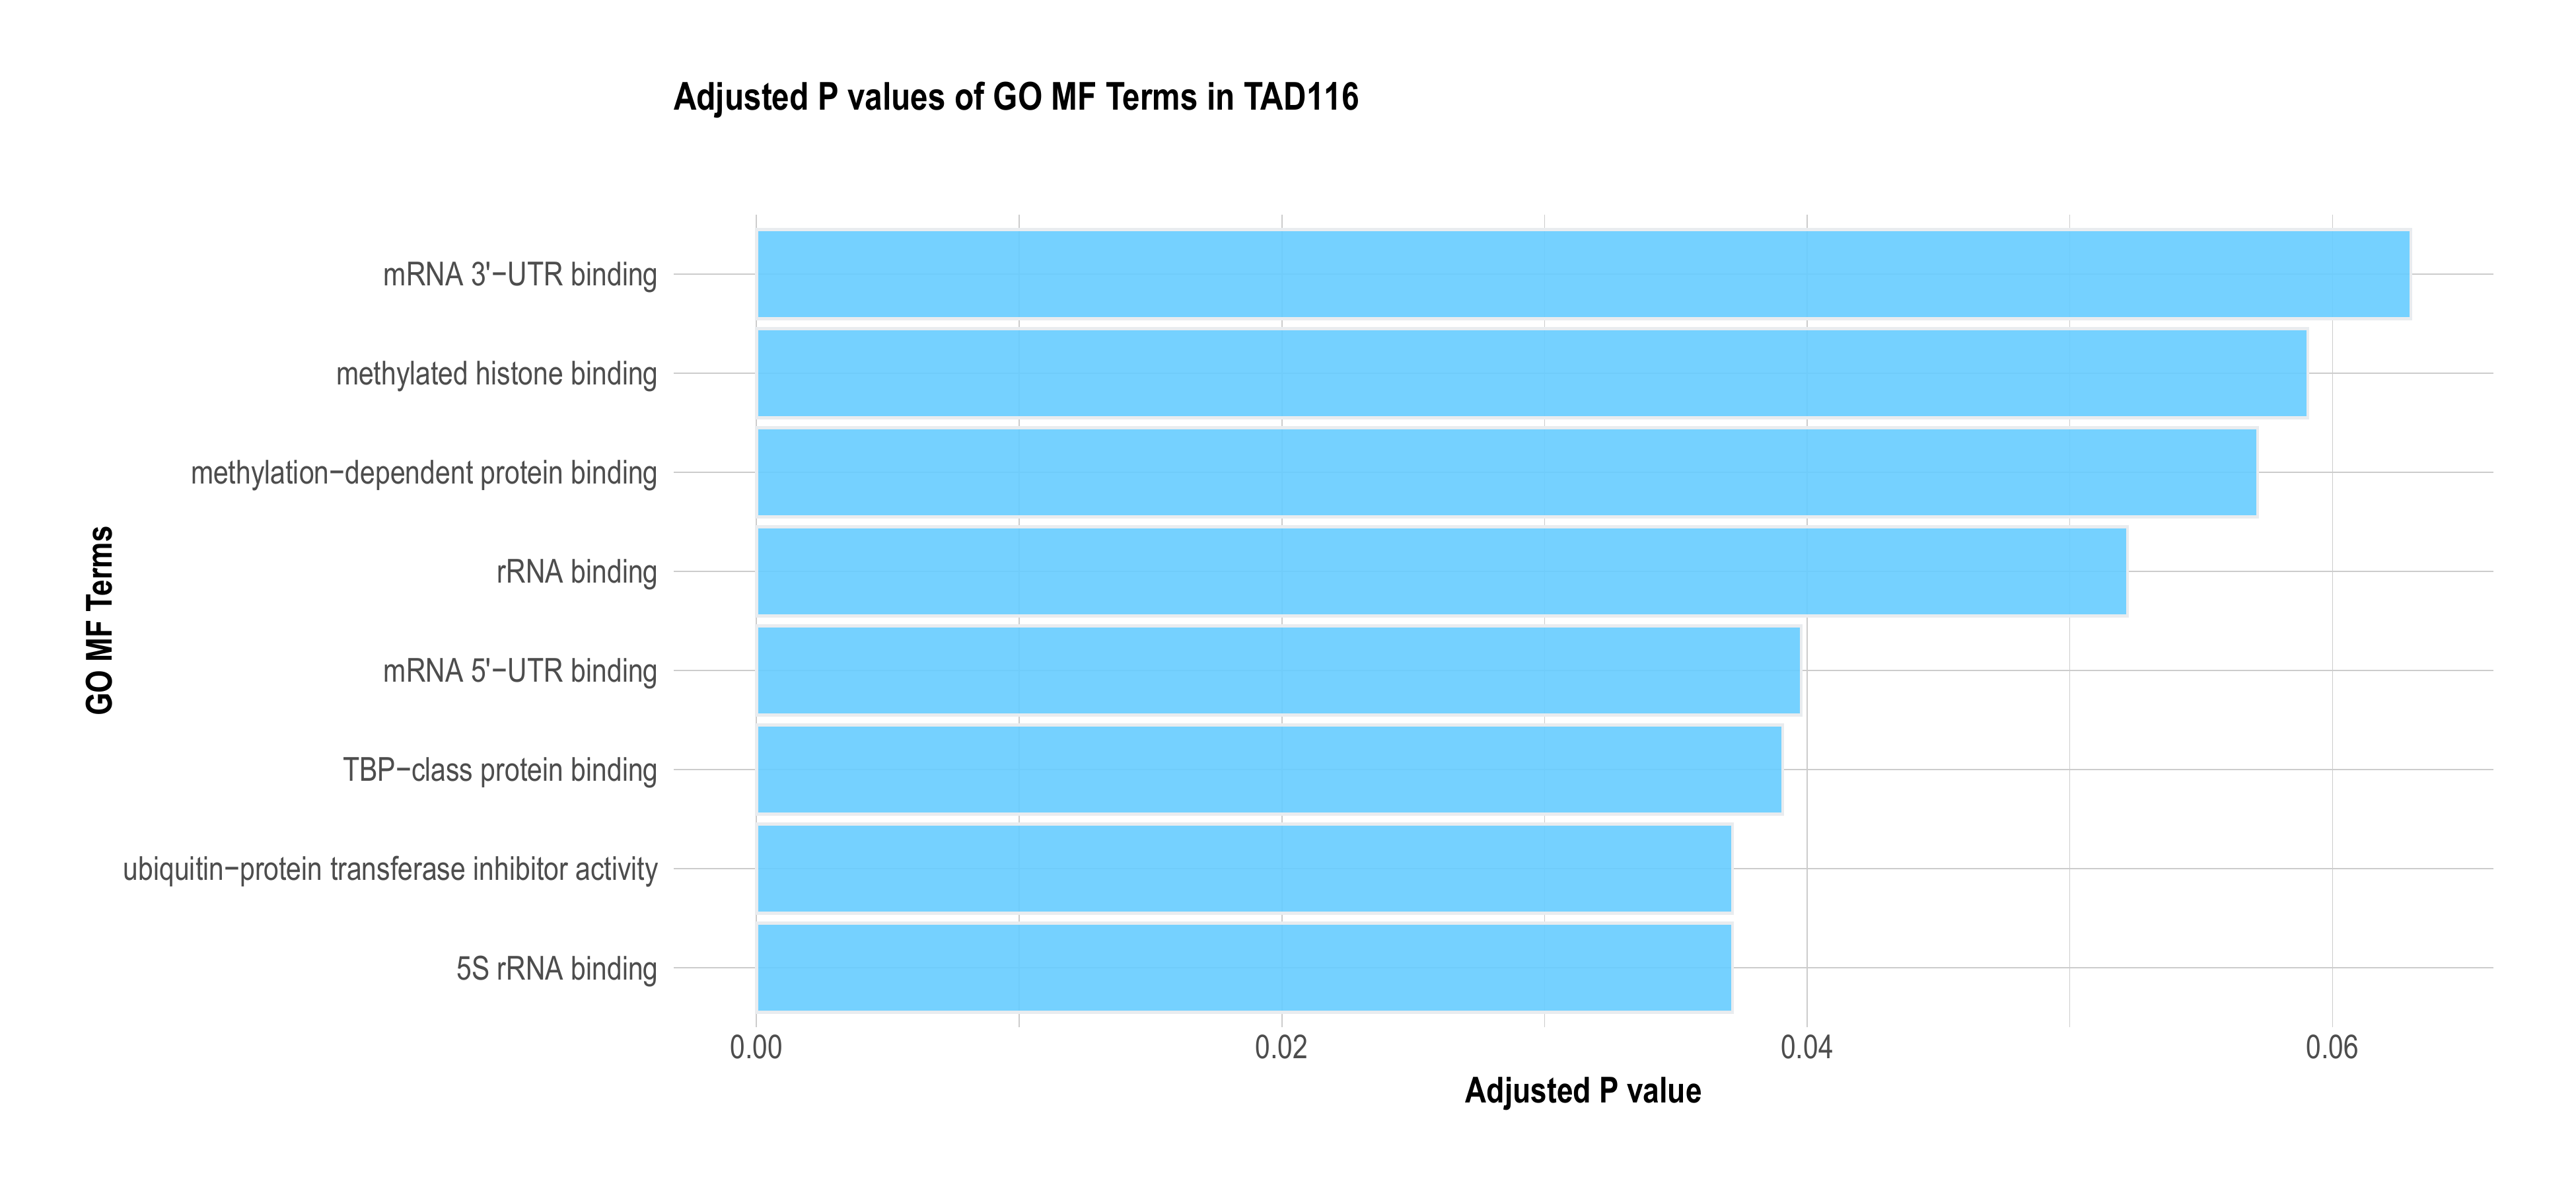 Adjusted P values of GO MF Terms in TAD116
GO MF Terms
mRNA 3'−UTR binding
methylated histone binding
methylation−dependent protein binding
rRNA binding
mRNA 5'−UTR binding
TBP−class protein binding
ubiquitin−protein transferase inhibitor activity
5S rRNA binding
0.00 0.02 0.04 0.06
Adjusted P value